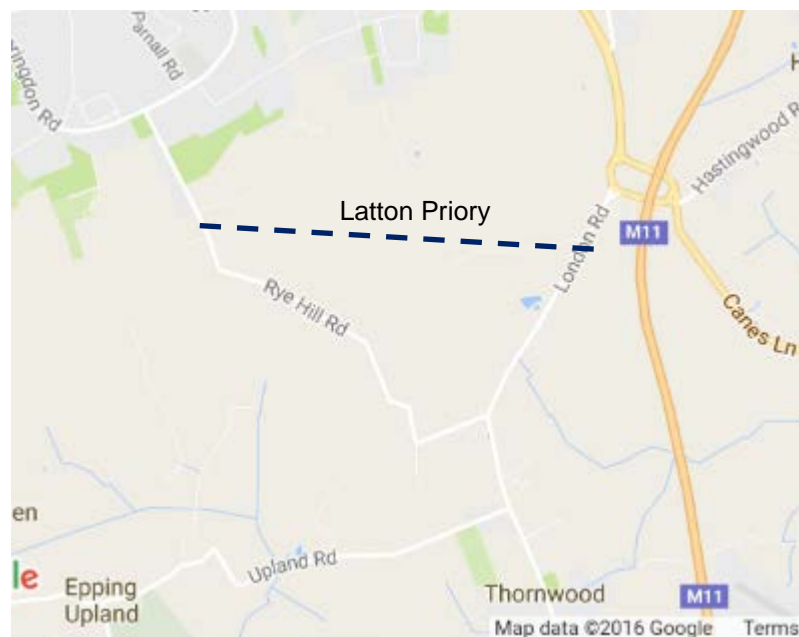 Parnall Rd
ringdon Rd
H
Hastingwood R
Latton Priory
London Rd
M11
Rye Hill Rd
Canes Ln
en
le
Upland Rd
Epping
Upland
Thornwood
M11
Map data ©2016 Google Terms